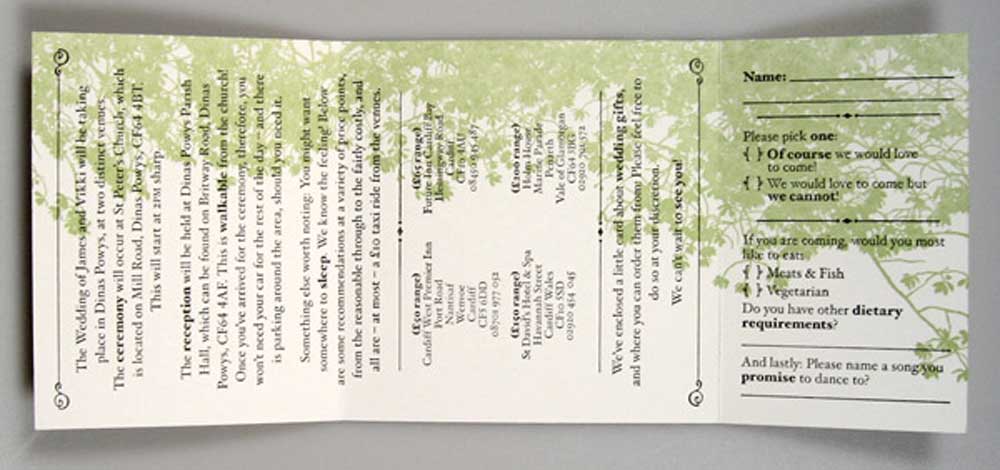 The Wedding of James and Vikki will be taking
place in Dinas Powys, at two distinct venues.
The ceremony will occur at St Peter's Church, which
is located on Mill Road, Dinas Powys, CF64 4BT.
This will start at 2PM sharp.
The reception will be held at Dinas Powys Parish
Hall, which can be found on Britway Road, Dinas
Powys, CF64 4AF. This is walkable from the church!
Once you've arrived for the ceremony, therefore, you
won't need your car for the rest of the day – and there
is parking around the area, should you need it.
Something else worth noting: You might want
somewhere to sleep. We know the feeling! Below
are some recommendations at a variety of price points,
from the reasonable through to the fairly costly, and
all are – at most – a £10 taxi ride from the venues.
(£50 range)
Cardiff West Premier Inn
Port Road
Nantisaf
Wenvoe
Cardiff
CF5 6DD
08701 977 052
(£65 range)
Future Inn Cardiff Bay
Hemingway Road
Cardiff
CF10 4AU
(£150 range)
St David's Hotel & Spa
Havannah Street
Cardiff Wales
CF10 5SD
02920 454 045
(£100 range)
Holm House
Marine Parade
Penarth
Vale of Glamorgan
CF64 3BG
We've enclosed a little card about wedding gifts,
and where you can order them from. Please feel free to
do so at your discretion.
We can't wait to see you!
Name:
Please pick one:
{ } Of course we would love
to come!
{ } We would love to come but
we cannot!
If you are coming, would you most
like to eat:
{ } Meats & Fish
{ } Vegetarian
Do you have other dietary
requirements?
And lastly: Please name a song you
promise to dance to?